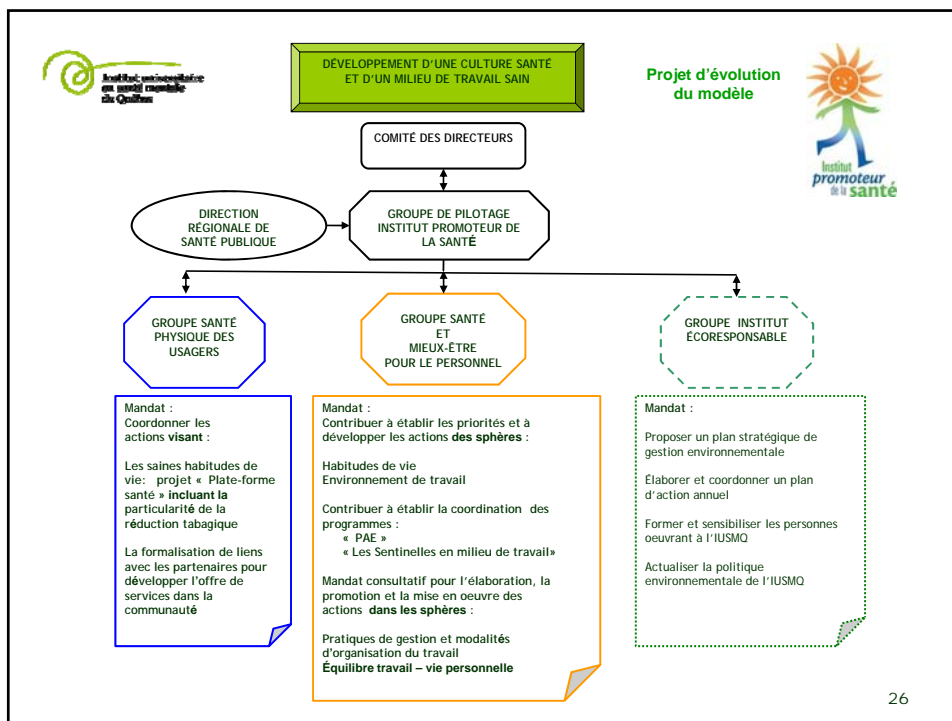 Institut universitaire
en santé mentale
de Québec
DÉVELOPPEMENT D'UNE CULTURE SANTÉ
ET D'UN MILIEU DE TRAVAIL SAIN
Projet d'évolution
du modèle
Institut
promoteur
de la santé
COMITÉ DES DIRECTEURS
DIRECTION
RÉGIONALE DE
SANTÉ PUBLIQUE
GROUPE DE PILOTAGE
INSTITUT PROMOTEUR DE
LA SANTÉ
GROUPE SANTÉ
PHYSIQUE DES
USAGERS
GROUPE SANTÉ
ET
MIEUX-ÊTRE
POUR LE PERSONNEL
GROUPE INSTITUT
ÉCORESPONSABLE
Mandat :
Coordonner les
actions visant :
Les saines habitudes de
vie: projet « Plate-forme
santé » incluant la
particularité de la
réduction tabagique
La formalisation de liens
avec les partenaires pour
développer l'offre de
services dans la
communauté
Mandat :
Contribuer à établir les priorités et à
développer les actions des sphères :
Habitudes de vie
Environnement de travail
Contribuer à établir la coordination des
programmes :
« PAE »
« Les Sentinelles en milieu de travail»
Mandat consultatif pour l'élaboration, la
promotion et la mise en oeuvre des
actions dans les sphères :
Pratiques de gestion et modalités
d'organisation du travail
Équilibre travail – vie personnelle
Mandat :
Proposer un plan stratégique de
gestion environnementale
Élaborer et coordonner un plan
d'action annuel
Former et sensibiliser les personnes
oeuvrant à l'IUSMQ
Actualiser la politique
environnementale de l'IUSMQ
26